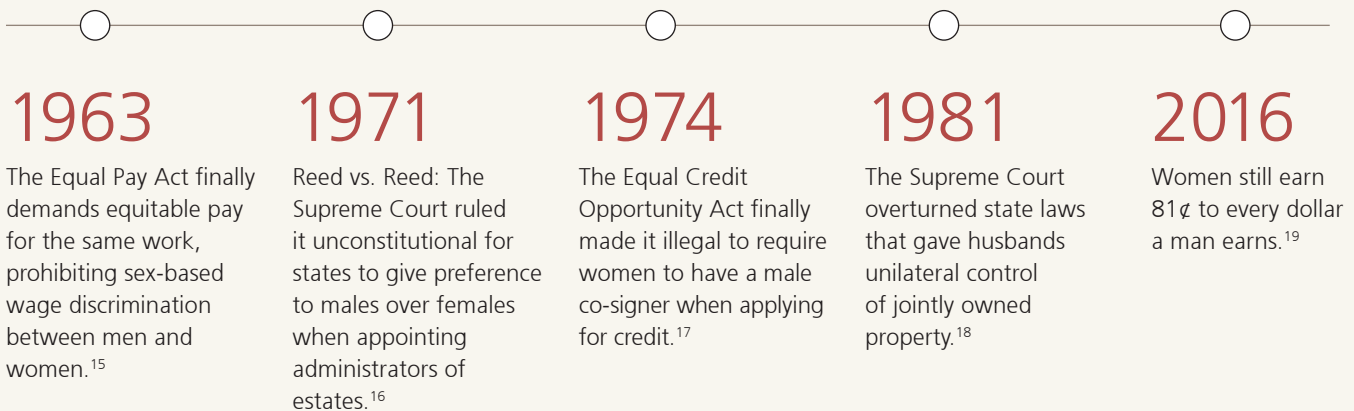 1963
The Equal Pay Act finally
demands equitable pay
for the same work,
prohibiting sex-based
wage discrimination
between men and
women.15
1971
Reed vs. Reed: The
Supreme Court ruled
it unconstitutional for
states to give preference
to males over females
when appointing
administrators of
estates.16
1974
The Equal Credit
Opportunity Act finally
made it illegal to require
women to have a male
co-signer when applying
for credit.17
1981
The Supreme Court
overturned state laws
that gave husbands
unilateral control
of jointly owned
property.18
2016
Women still earn
81¢ to every dollar
a man earns.19